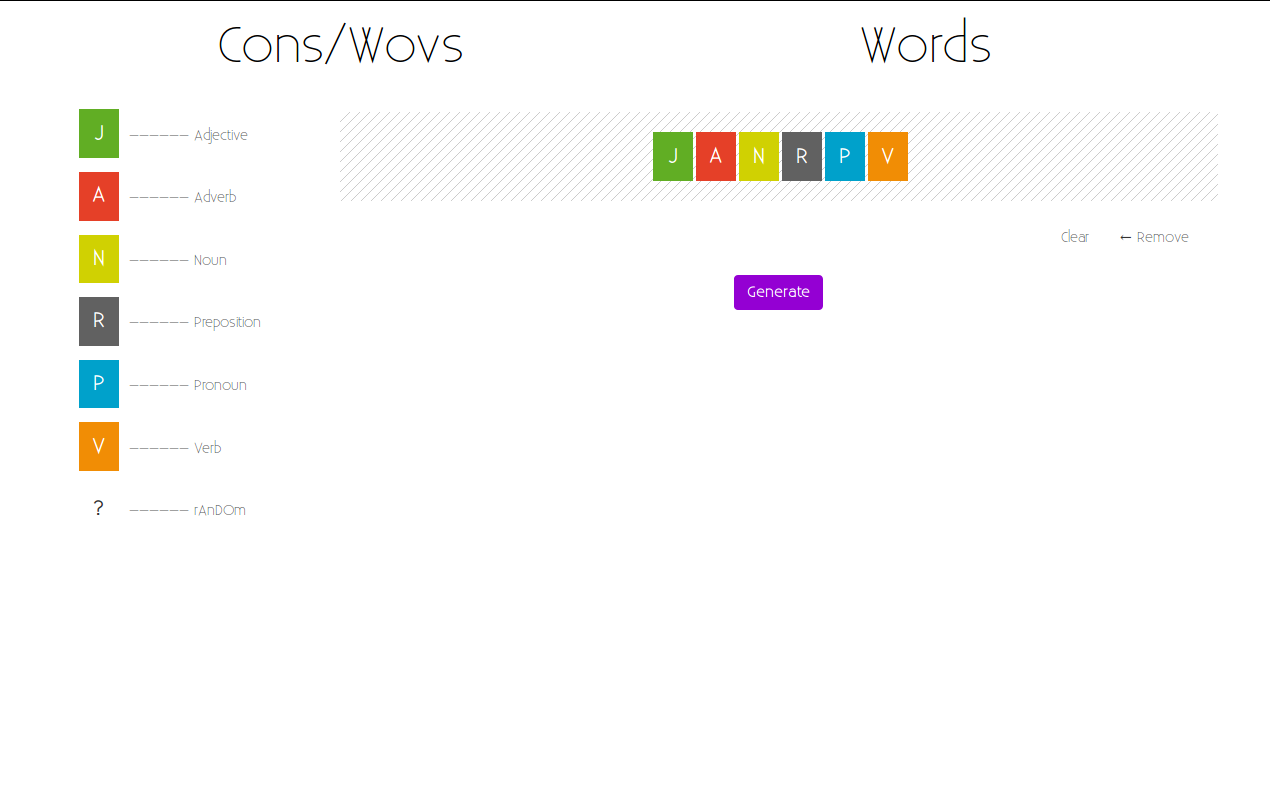 Cons/Wovs
Words
J —————— Adjective
A —————— Adverb
N —————— Noun
R —————— Preposition
P —————— Pronoun
V —————— Verb
? —————— rAnDOm
J A N R P V
Clear ← Remove
Generate